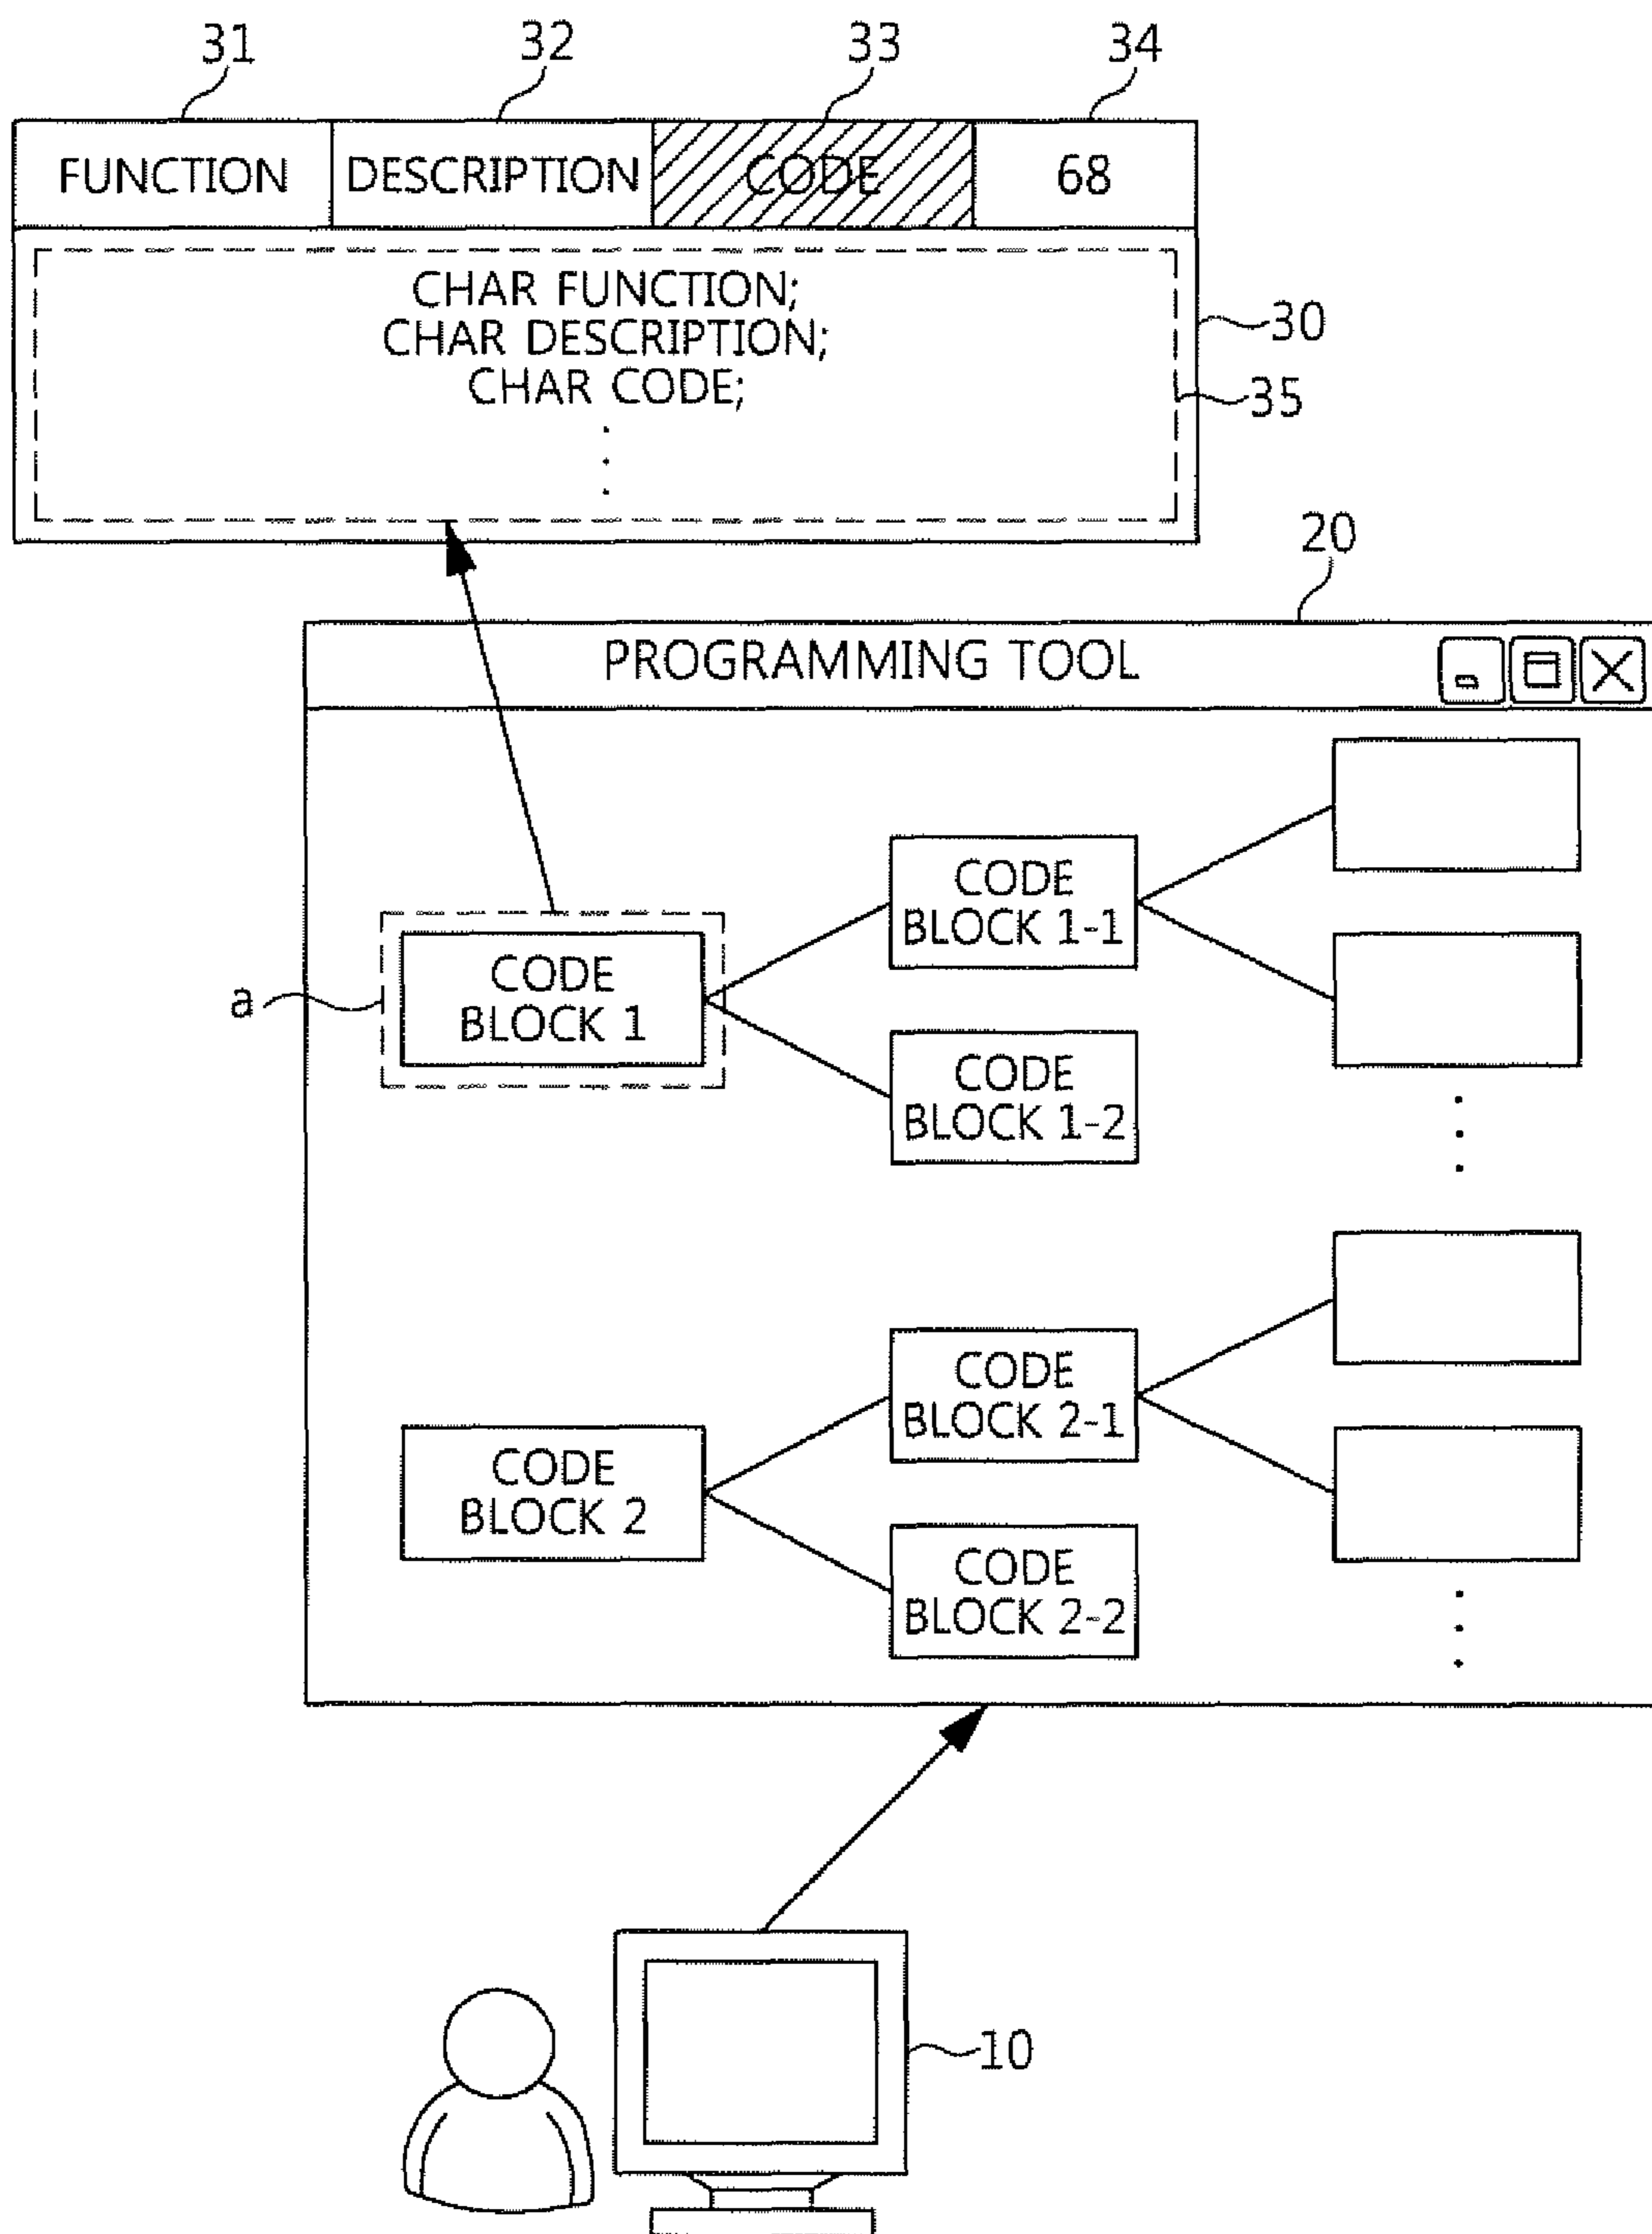 31 32 33 34
FUNCTION DESCRIPTION CODE 68
CHAR FUNCTION;
CHAR DESCRIPTION;
CHAR CODE;
30
35
20
PROGRAMMING TOOL
CODE
BLOCK 1-1
CODE
BLOCK 1
a
CODE
BLOCK 1-2
CODE
BLOCK 2-1
CODE
BLOCK 2
CODE
BLOCK 2-2
10